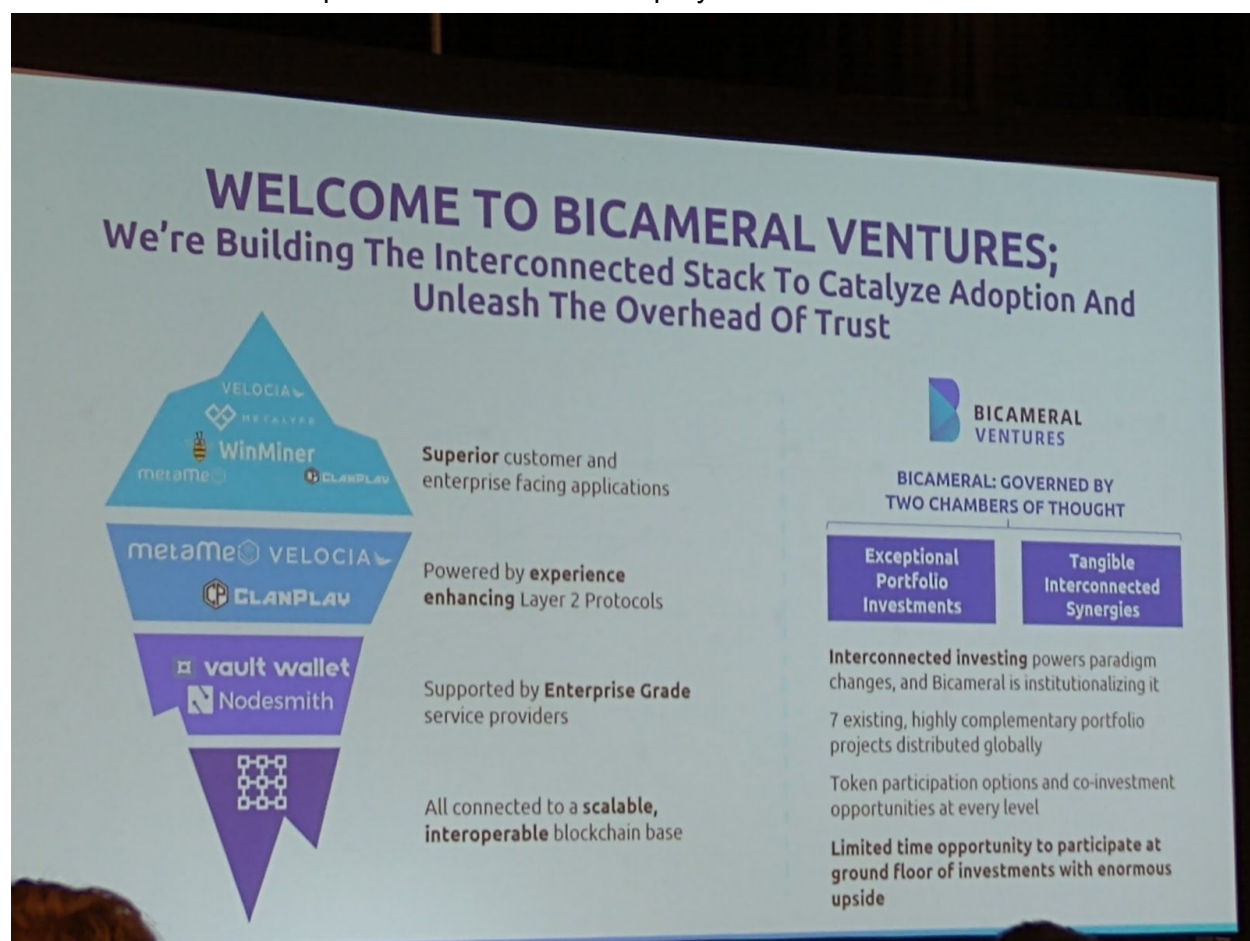 WELCOME TO BICAMERAL VENTURES;
We're Building The Interconnected Stack To Catalyze Adoption And
Unleash The Overhead Of Trust
VELOCIA
METALYFE
WinMiner
metaMe
CP CLANPLAY
Superior customer and
enterprise facing applications
metaMe VELOCIA
CP CLANPLAY
Powered by experience
enhancing Layer 2 Protocols
vault wallet
Nodesmith
Supported by Enterprise Grade
service providers
All connected to a scalable,
interoperable blockchain base
BICAMERAL
VENTURES
BICAMERAL: GOVERNED BY
TWO CHAMBERS OF THOUGHT
Exceptional
Portfolio
Investments
Tangible
Interconnected
Synergies
Interconnected investing powers paradigm
changes, and Bicameral is institutionalizing it
7 existing, highly complementary portfolio
projects distributed globally
Token participation options and co-investment
opportunities at every level
Limited time opportunity to participate at
ground floor of investments with enormous
upside